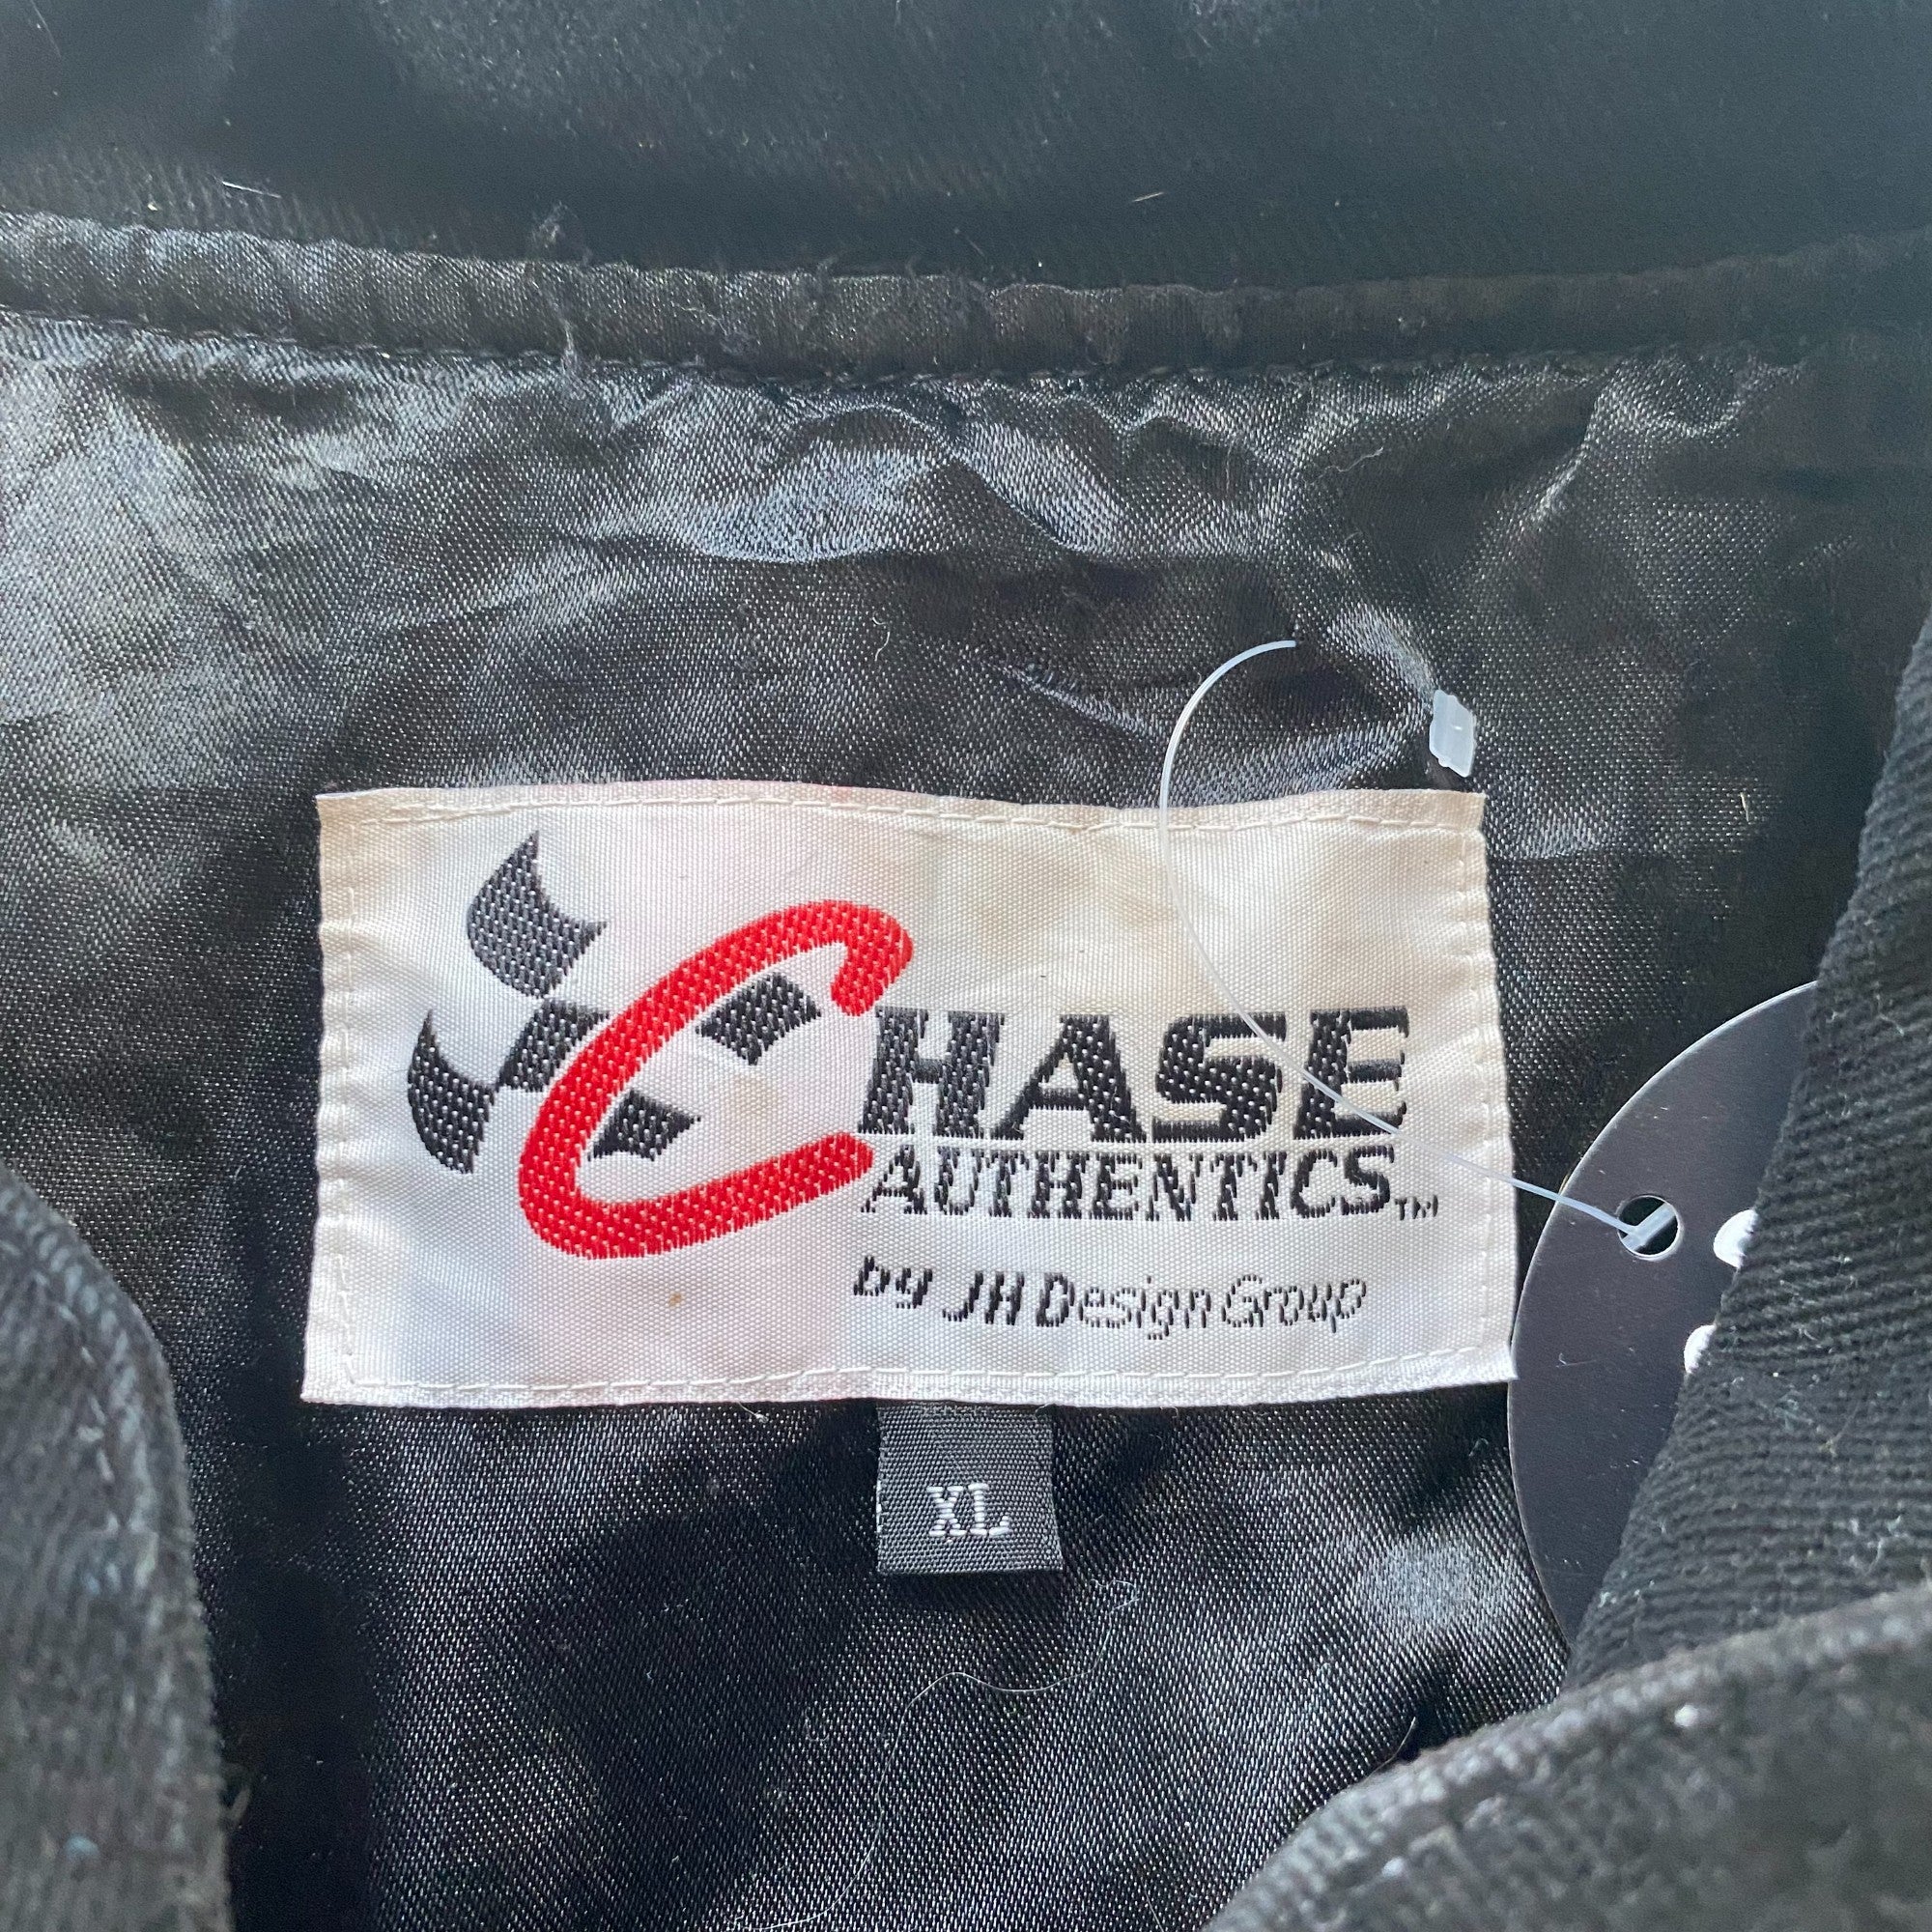 CHASE
AUTHENTICS™
by JH Design Group
XL